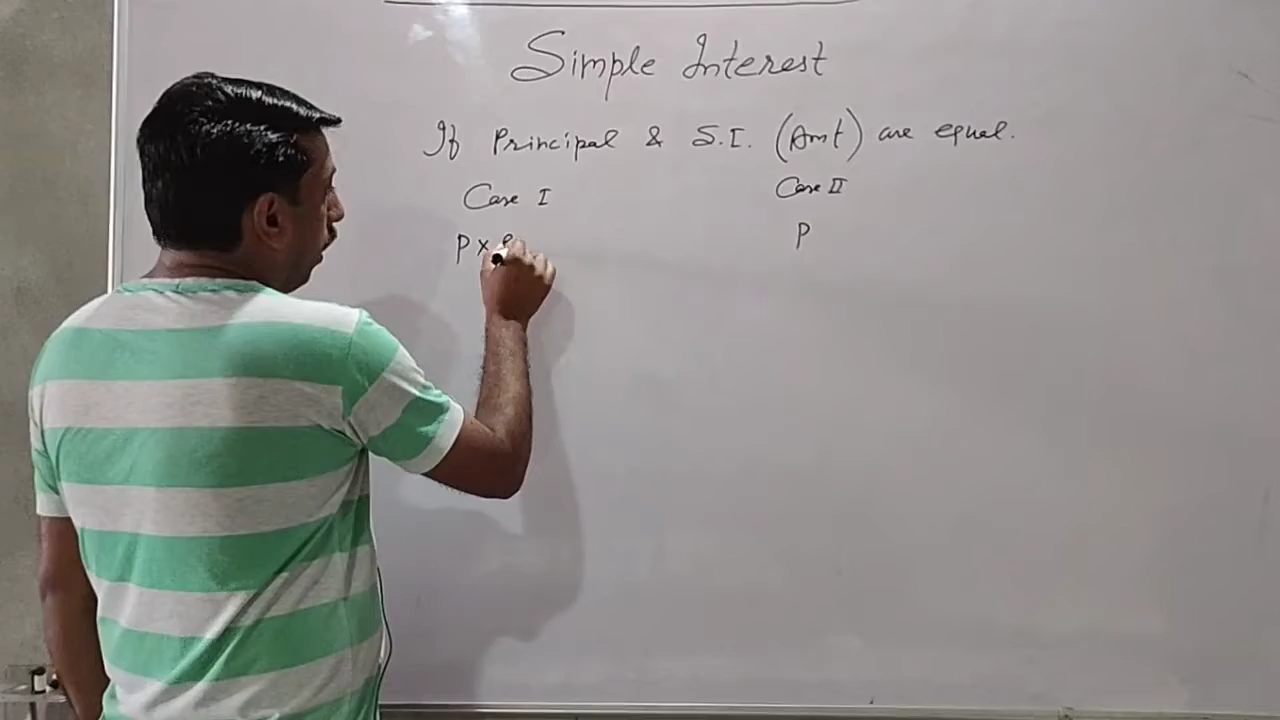 Simple Interest
If Principal & S.I. (Amt) are equal.
Case I Case II
P x P